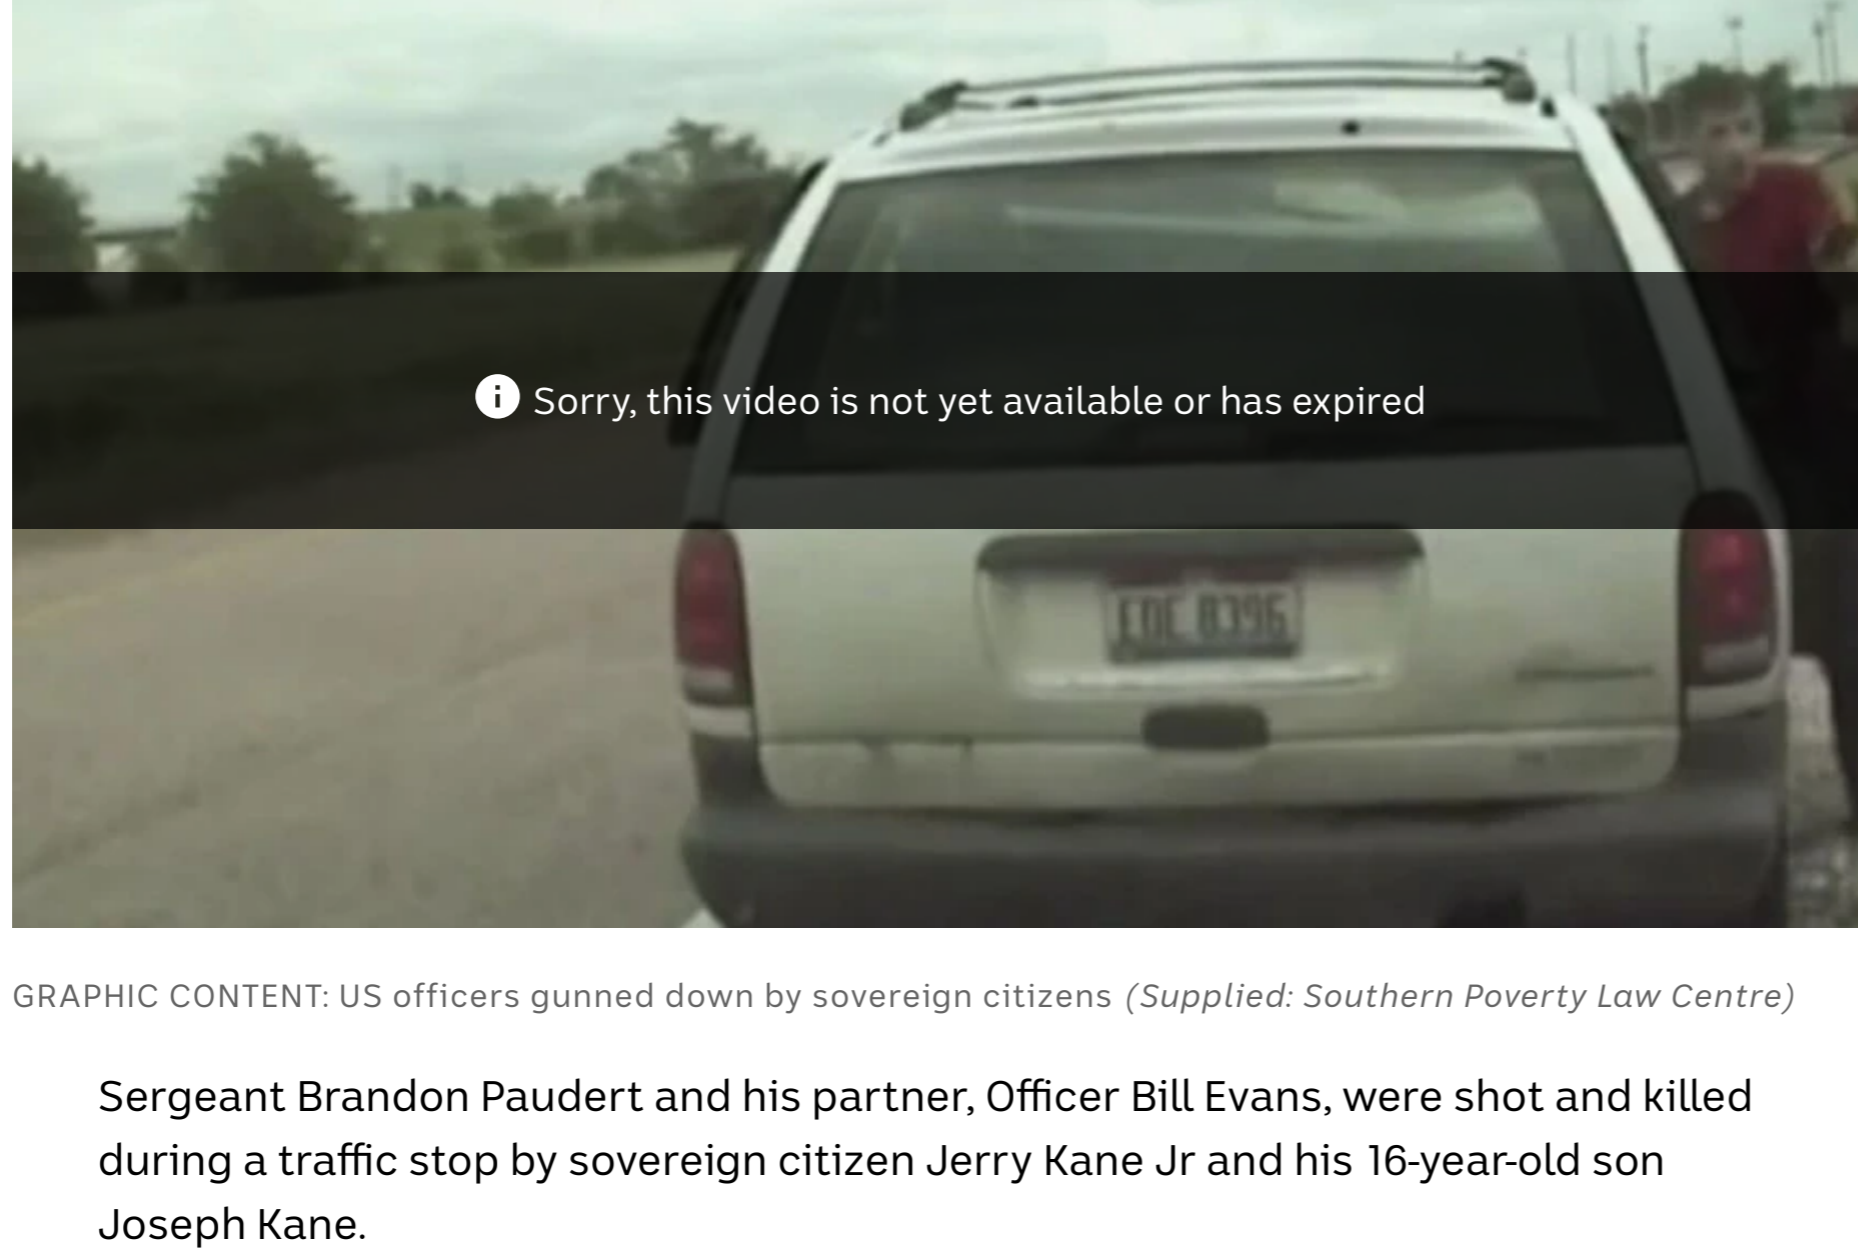 Sorry, this video is not yet available or has expired
EOE 8396
GRAPHIC CONTENT: US officers gunned down by sovereign citizens (Supplied: Southern Poverty Law Centre)
Sergeant Brandon Paudert and his partner, Officer Bill Evans, were shot and killed
during a traffic stop by sovereign citizen Jerry Kane Jr and his 16-year-old son
Joseph Kane.